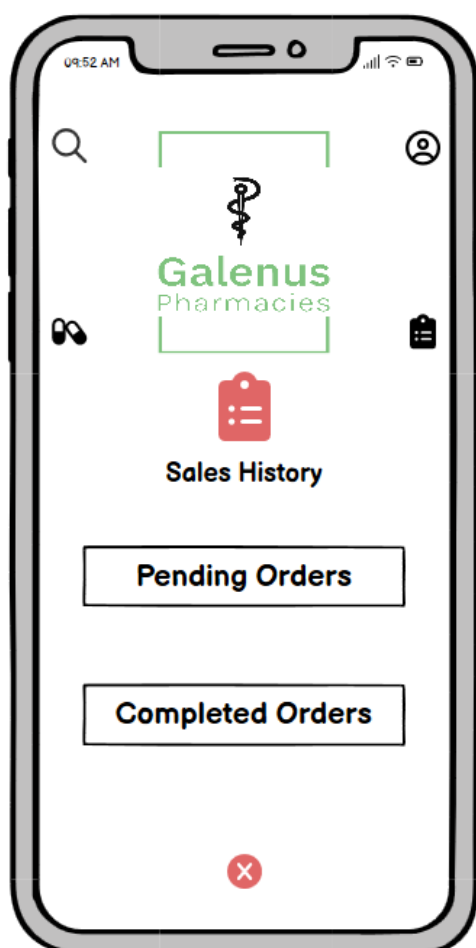 09:52 AM
Galenus
Pharmacies
Sales History
Pending Orders
Completed Orders